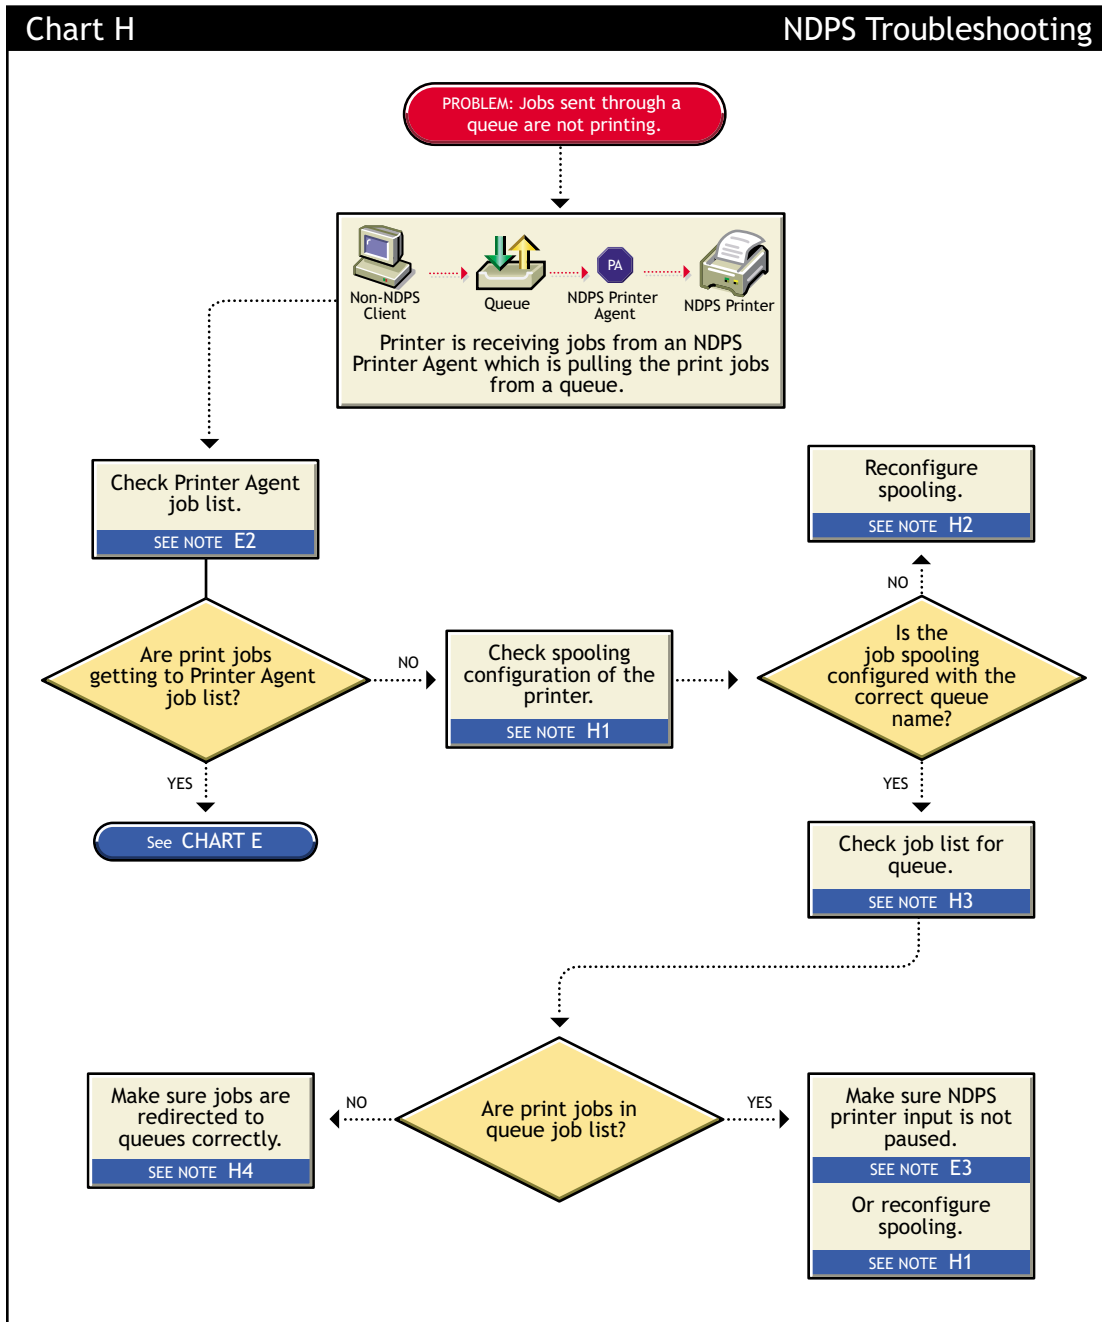 Chart H
NDPS Troubleshooting
PROBLEM: Jobs sent through a
queue are not printing.
Non-NDPS
Client
Queue
PA
NDPS Printer
Agent
NDPS Printer
Printer is receiving jobs from an NDPS
Printer Agent which is pulling the print jobs
from a queue.
Check Printer Agent
job list.
SEE NOTE E2
Reconfigure
spooling.
SEE NOTE H2
NO
Are print jobs
getting to Printer Agent
job list?
NO
Check spooling
configuration of the
printer.
SEE NOTE H1
Is the
job spooling
configured with the
correct queue
name?
YES
See CHART E
YES
Check job list for
queue.
SEE NOTE H3
Make sure jobs are
redirected to
queues correctly.
SEE NOTE H4
NO
Are print jobs in
queue job list?
YES
Make sure NDPS
printer input is not
paused.
SEE NOTE E3
Or reconfigure
spooling.
SEE NOTE H1